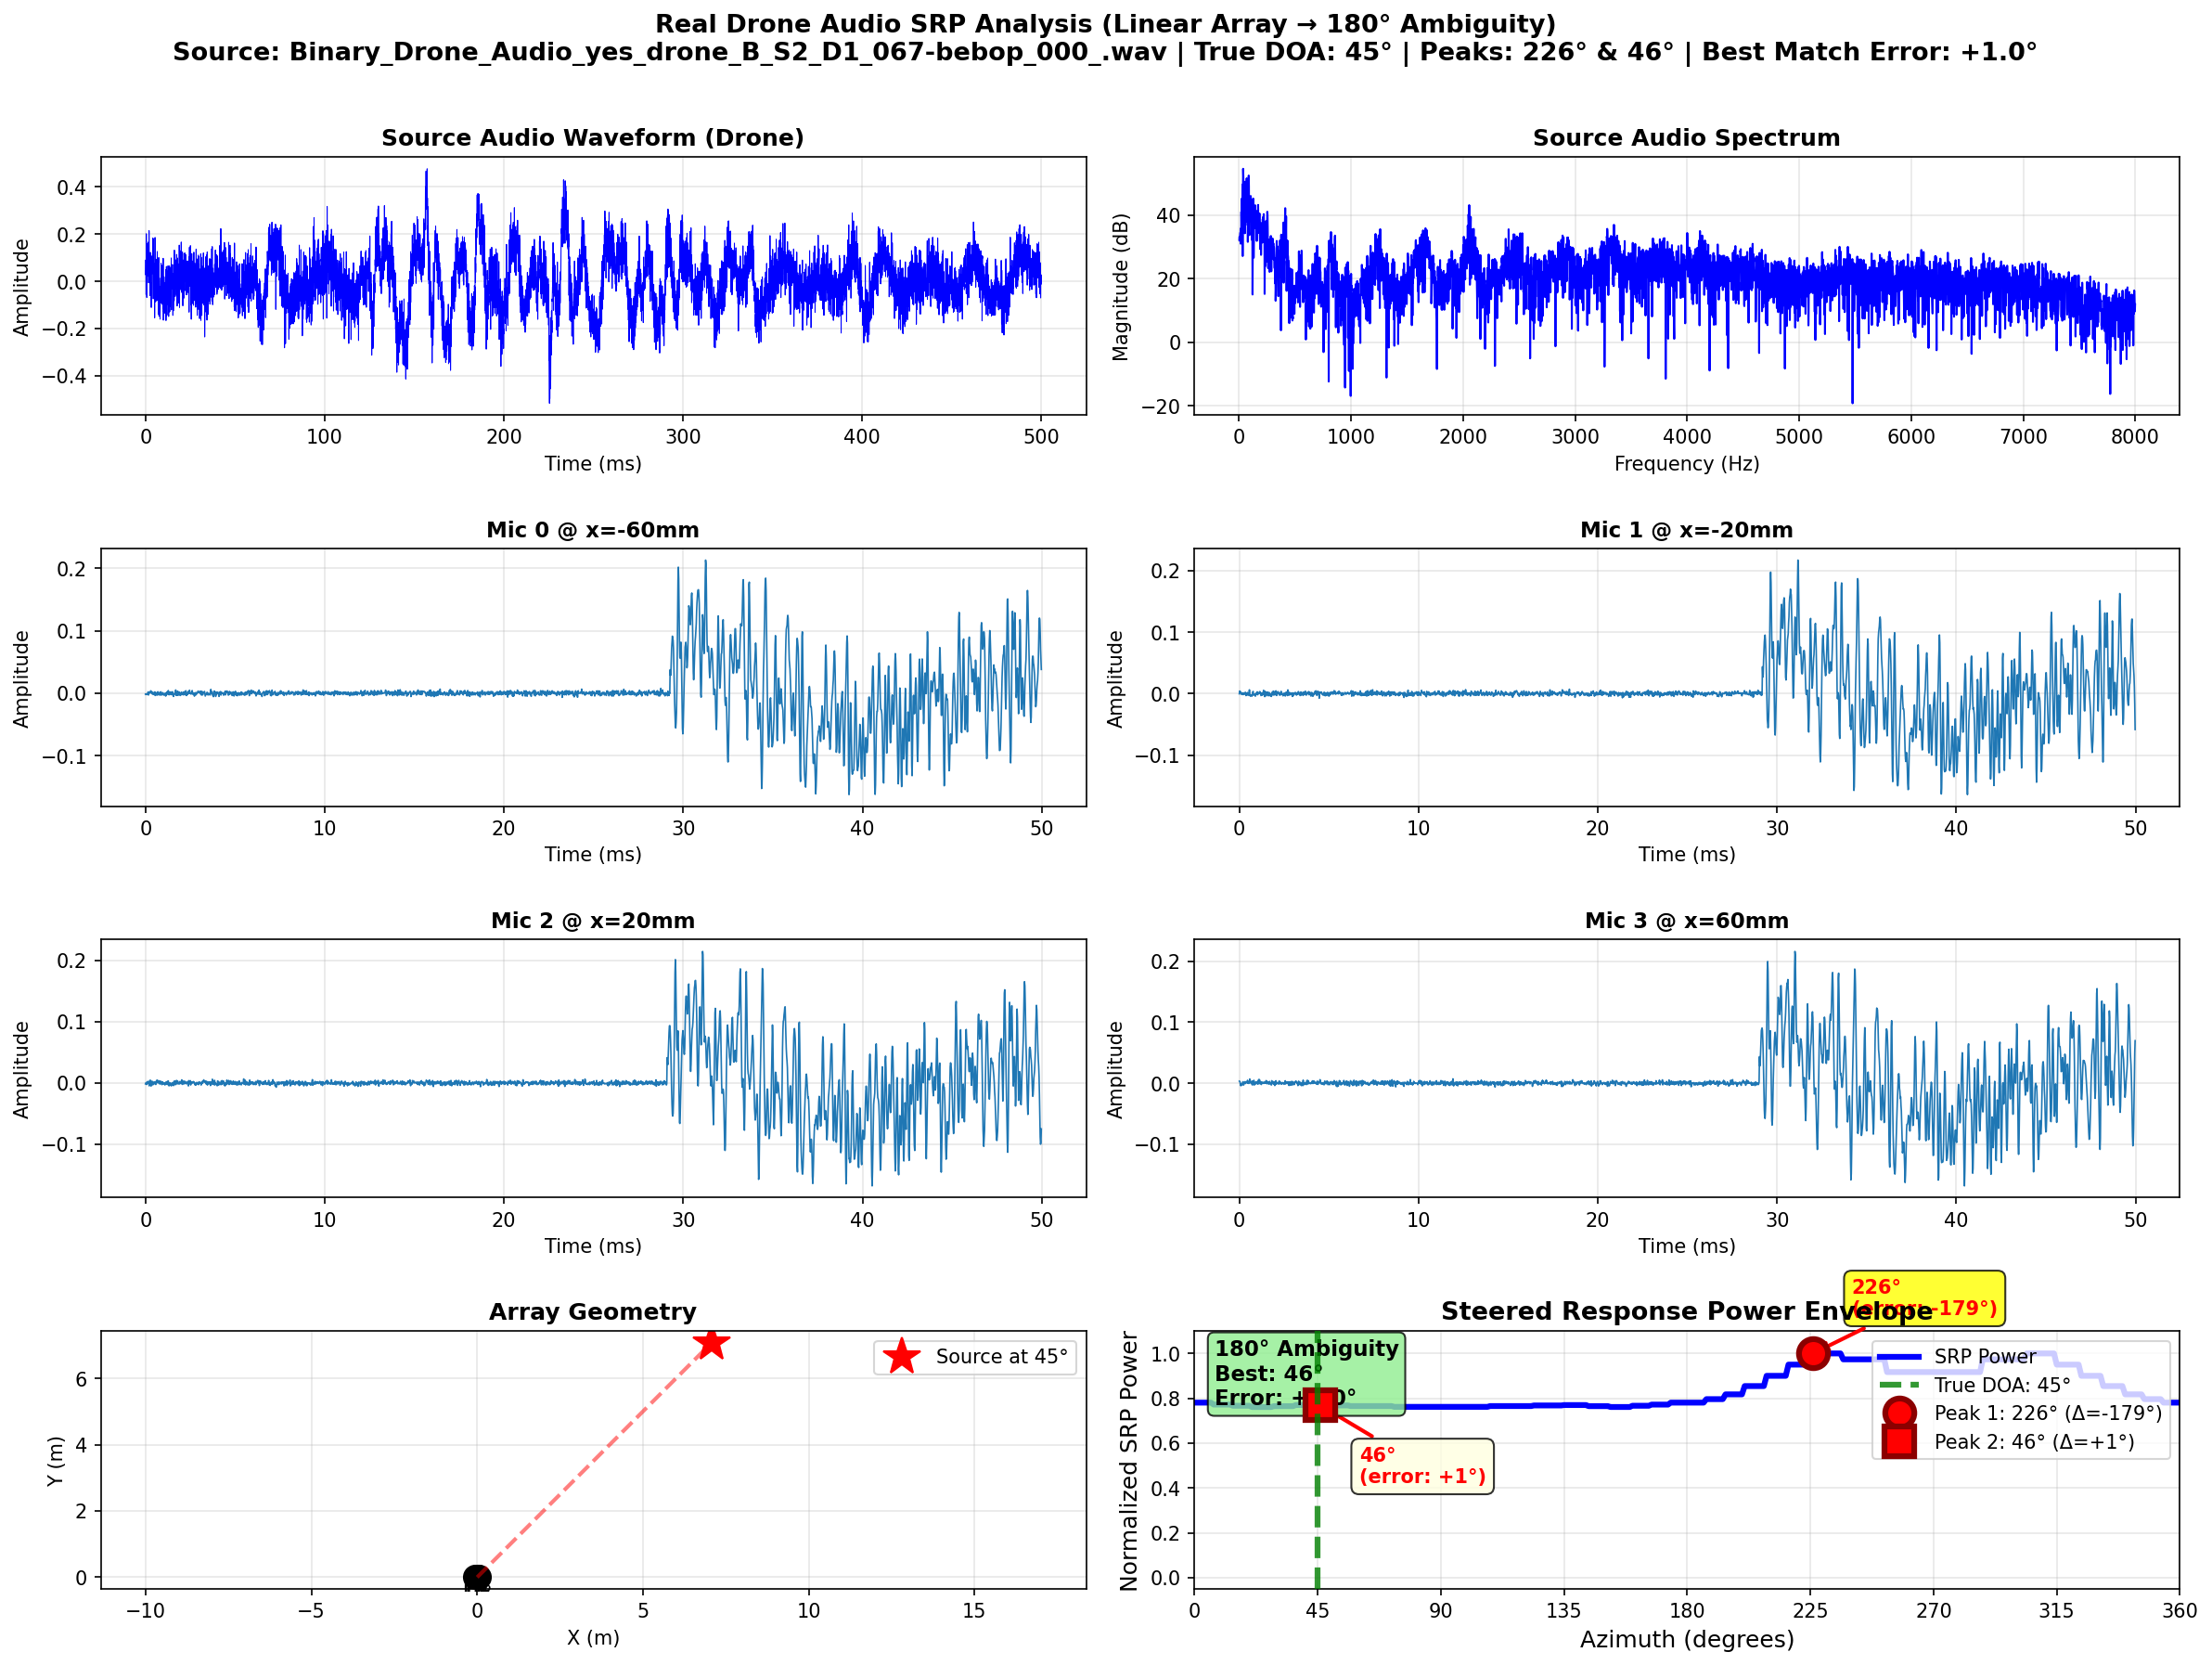 Real Drone Audio SRP Analysis (Linear Array → 180° Ambiguity)
Source: Binary_Drone_Audio_yes_drone_B_S2_D1_067-bebop_000_.wav | True DOA: 45° | Peaks: 226° & 46° | Best Match Error: +1.0°
Source Audio Waveform (Drone)
Amplitude
0.4
0.2
0.0
−0.2
−0.4
0 100 200 300 400 500
Time (ms)
Source Audio Spectrum
Magnitude (dB)
40
20
0
−20
0 1000 2000 3000 4000 5000 6000 7000 8000
Frequency (Hz)
Mic 0 @ x=-60mm
Amplitude
0.2
0.1
0.0
−0.1
0 10 20 30 40 50
Time (ms)
Mic 1 @ x=-20mm
Amplitude
0.2
0.1
0.0
−0.1
0 10 20 30 40 50
Time (ms)
Mic 2 @ x=20mm
Amplitude
0.2
0.1
0.0
−0.1
0 10 20 30 40 50
Time (ms)
Mic 3 @ x=60mm
Amplitude
0.2
0.1
0.0
−0.1
0 10 20 30 40 50
Time (ms)
Array Geometry
Y (m)
6
4
2
0
Source at 45°
−10 −5 0 5 10 15
X (m)
Steered Response Power Envelope
226°
(error: -179°)
Normalized SRP Power
1.0
0.8
0.6
0.4
0.2
0.0
180° Ambiguity
Best: 46°
Error:
46°
(error: +1°)
SRP Power
True DOA: 45°
Peak 1: 226° (Δ=-179°)
Peak 2: 46° (Δ=+1°)
0 45 90 135 180 225 270 315 360
Azimuth (degrees)